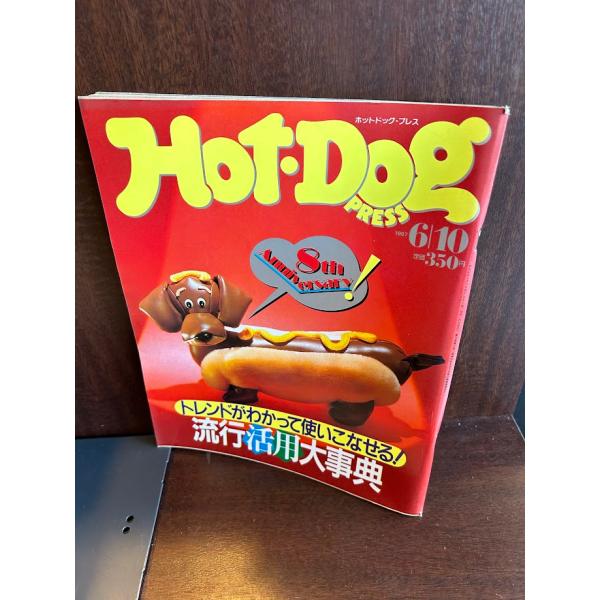 ホットドック・プレス
HOT・DOG
PRESS
1987 6/10
定価350円
8th
Anniversary!
トレンドがわかって使いこなせる!
流行活用大事典